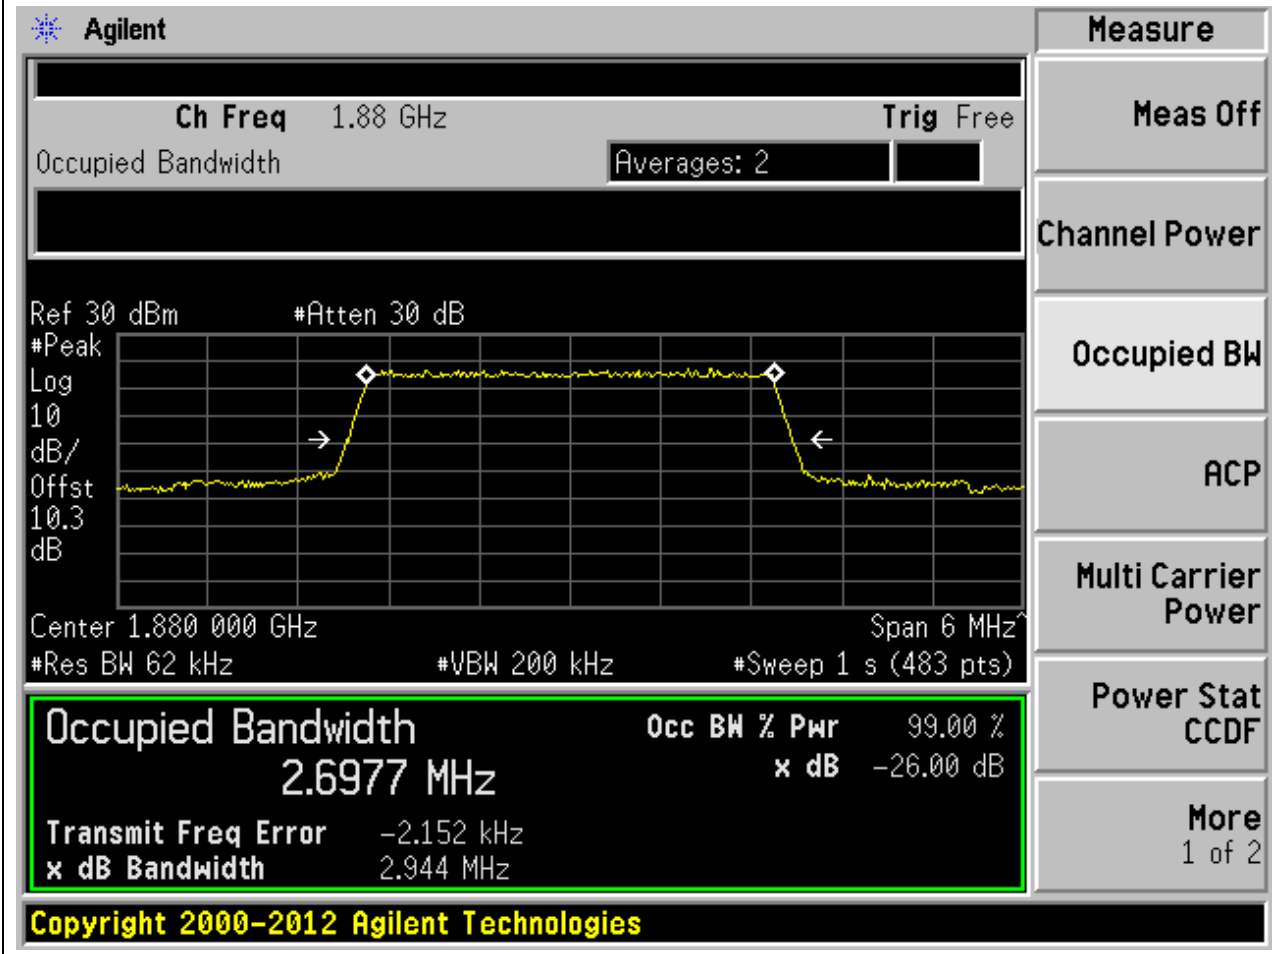 Agilent
Measure
Ch Freq 1.88 GHz Trig Free
Occupied Bandwidth Averages: 2
Ref 30 dBm #Atten 30 dB
#Peak
Log
10
dB/
Offst
10.3
dB
Center 1.880 000 GHz Span 6 MHz^
#Res BW 62 kHz #VBW 200 kHz #Sweep 1 s (483 pts)
Occupied Bandwidth
2.6977 MHz
Occ BW % Pwr 99.00 %
x dB -26.00 dB
Transmit Freq Error -2.152 kHz
x dB Bandwidth 2.944 MHz
Copyright 2000-2012 Agilent Technologies
Meas Off
Channel Power
Occupied BW
ACP
Multi Carrier
Power
Power Stat
CCDF
More
1 of 2